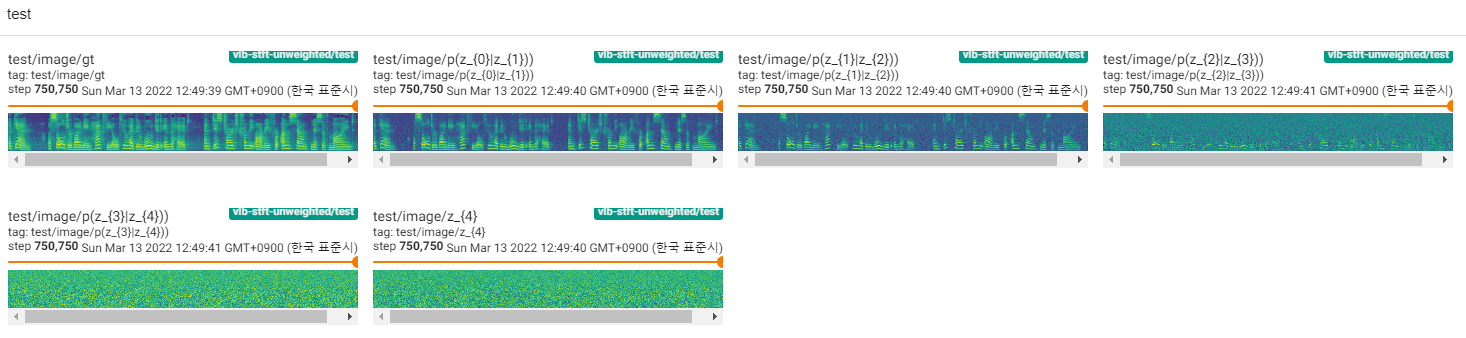 test
test/image/gt
vlb-stft-unweighted/test
tag: test/image/gt
step 750,750 Sun Mar 13 2022 12:49:39 GMT+0900 (한국 표준시)
test/image/p(z_{0}|z_{1}))
vlb-stft-unweighted/test
tag: test/image/p(z_{0}|z_{1}))
step 750,750 Sun Mar 13 2022 12:49:40 GMT+0900 (한국 표준시)
test/image/p(z_{1}|z_{2}))
vlb-stft-unweighted/test
tag: test/image/p(z_{1}|z_{2}))
step 750,750 Sun Mar 13 2022 12:49:40 GMT+0900 (한국 표준시)
test/image/p(z_{2}|z_{3}))
vlb-stft-unweighted/test
tag: test/image/p(z_{2}|z_{3}))
step 750,750 Sun Mar 13 2022 12:49:41 GMT+0900 (한국 표준시)
test/image/p(z_{3}|z_{4}))
vlb-stft-unweighted/test
tag: test/image/p(z_{3}|z_{4}))
step 750,750 Sun Mar 13 2022 12:49:41 GMT+0900 (한국 표준시)
test/image/z_{4}
vlb-stft-unweighted/test
tag: test/image/z_{4}
step 750,750 Sun Mar 13 2022 12:49:40 GMT+0900 (한국 표준시)